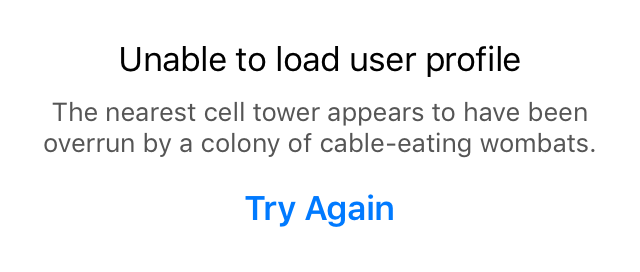 Unable to load user profile
The nearest cell tower appears to have been
overrun by a colony of cable-eating wombats.
Try Again